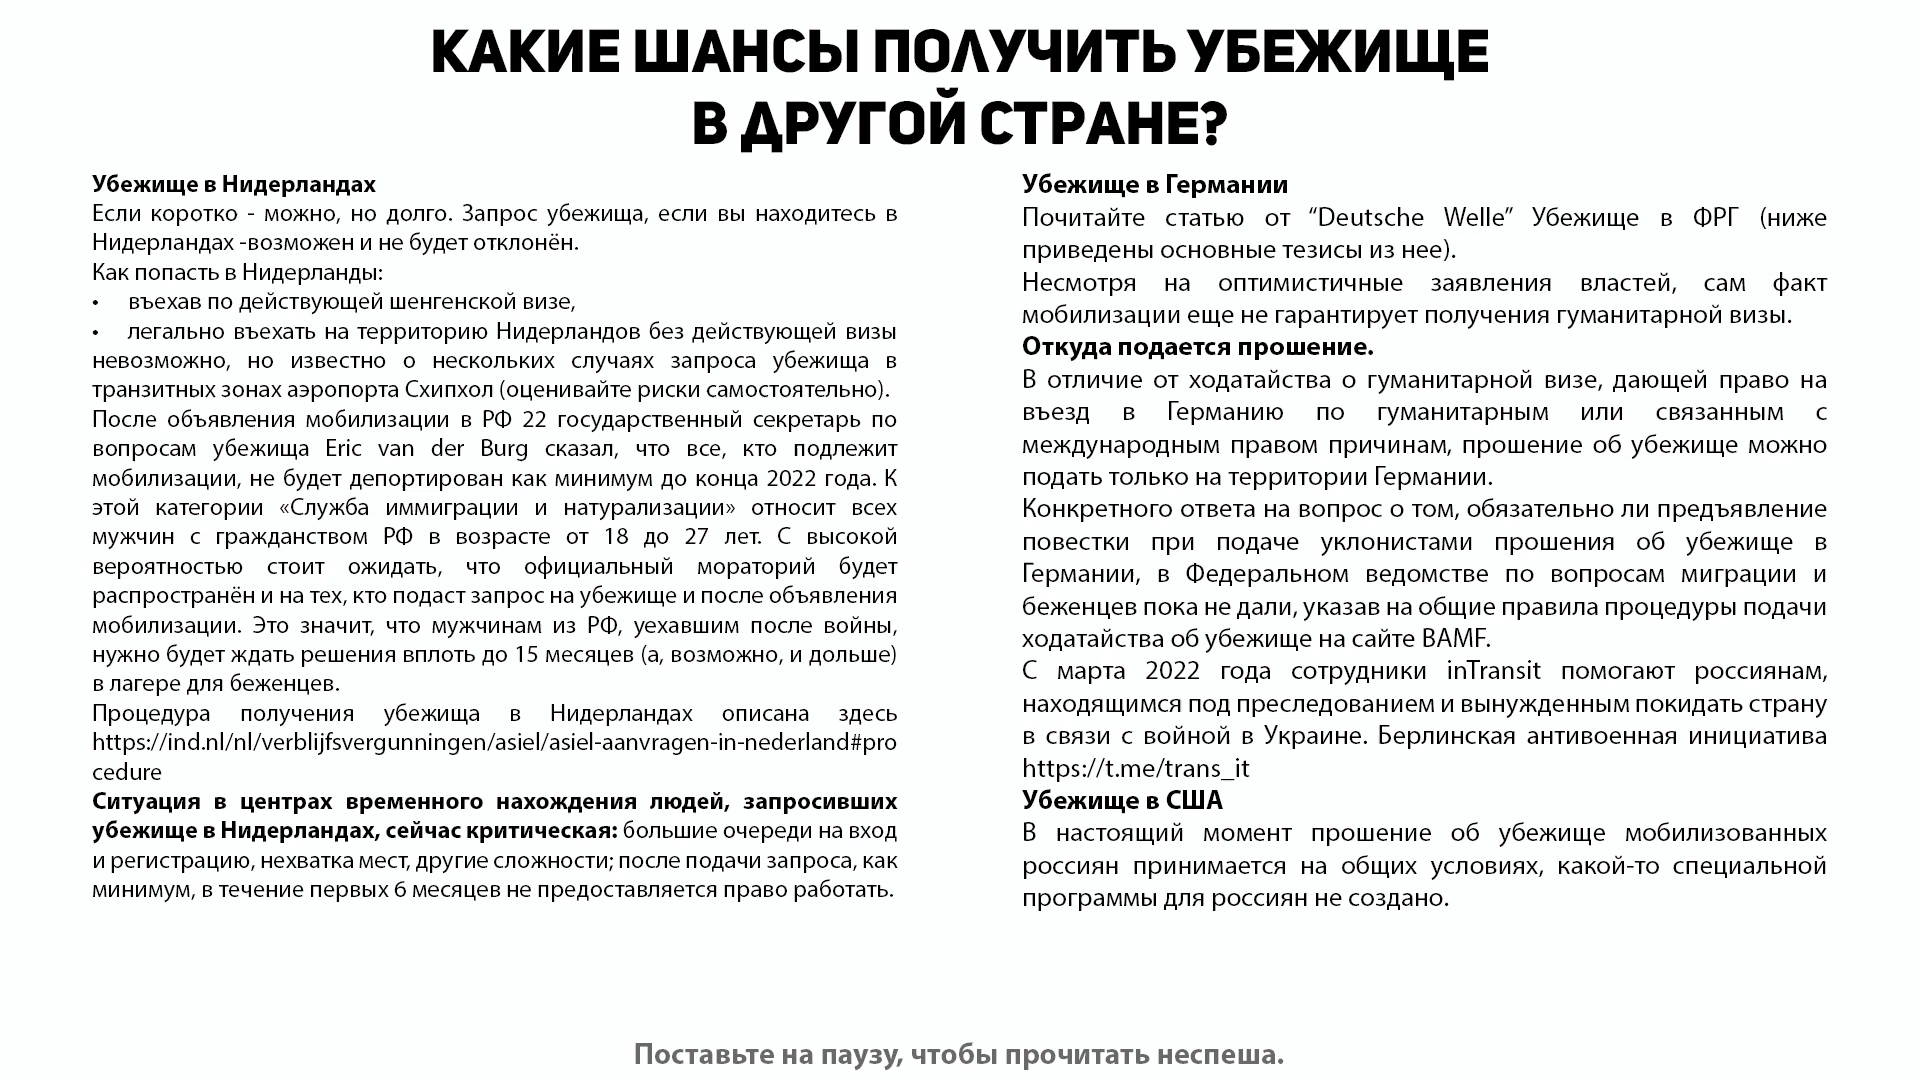 КАКИЕ ШАНСЫ ПОЛУЧИТЬ УБЕЖИЩЕ
В ДРУГОЙ СТРАНЕ?
Убежище в Нидерландах
Если коротко - можно, но долго. Запрос убежища, если вы находитесь в
Нидерландах -возможен и не будет отклонён.
Как попасть в Нидерланды:
• въехав по действующей шенгенской визе,
• легально въехать на территорию Нидерландов без действующей визы
невозможно, но известно о нескольких случаях запроса убежища в
транзитных зонах аэропорта Схипхол (оценивайте риски самостоятельно).
После объявления мобилизации в РФ 22 государственный секретарь по
вопросам убежища Eric van der Burg сказал, что все, кто подлежит
мобилизации, не будет депортирован как минимум до конца 2022 года. К
этой категории «Служба иммиграции и натурализации» относит всех
мужчин с гражданством РФ в возрасте от 18 до 27 лет. С высокой
вероятностью стоит ожидать, что официальный мораторий будет
распространён и на тех, кто подаст запрос на убежище и после объявления
мобилизации. Это значит, что мужчинам из РФ, уехавшим после войны,
нужно будет ждать решения вплоть до 15 месяцев (а, возможно, и дольше)
в лагере для беженцев.
Процедура получения убежища в Нидерландах описана здесь
https://ind.nl/nl/verblijfsvergunningen/asiel/asiel-aanvragen-in-nederland#pro
cedure
Ситуация в центрах временного нахождения людей, запросивших
убежище в Нидерландах, сейчас критическая: большие очереди на вход
и регистрацию, нехватка мест, другие сложности; после подачи запроса, как
минимум, в течение первых 6 месяцев не предоставляется право работать.
Убежище в Германии
Почитайте статью от “Deutsche Welle” Убежище в ФРГ (ниже
приведены основные тезисы из нее).
Несмотря на оптимистичные заявления властей, сам факт
мобилизации еще не гарантирует получения гуманитарной визы.
Откуда подается прошение.
В отличие от ходатайства о гуманитарной визе, дающей право на
въезд в Германию по гуманитарным или связанным с
международным правом причинам, прошение об убежище можно
подать только на территории Германии.
Конкретного ответа на вопрос о том, обязательно ли предъявление
повестки при подаче уклонистами прошения об убежище в
Германии, в Федеральном ведомстве по вопросам миграции и
беженцев пока не дали, указав на общие правила процедуры подачи
ходатайства об убежище на сайте BAMF.
С марта 2022 года сотрудники inTransit помогают россиянам,
находящимся под преследованием и вынужденным покидать страну
в связи с войной в Украине. Берлинская антивоенная инициатива
https://t.me/trans_it
Убежище в США
В настоящий момент прошение об убежище мобилизованных
россиян принимается на общих условиях, какой-то специальной
программы для россиян не создано.
Поставьте на паузу, чтобы прочитать неспеша.